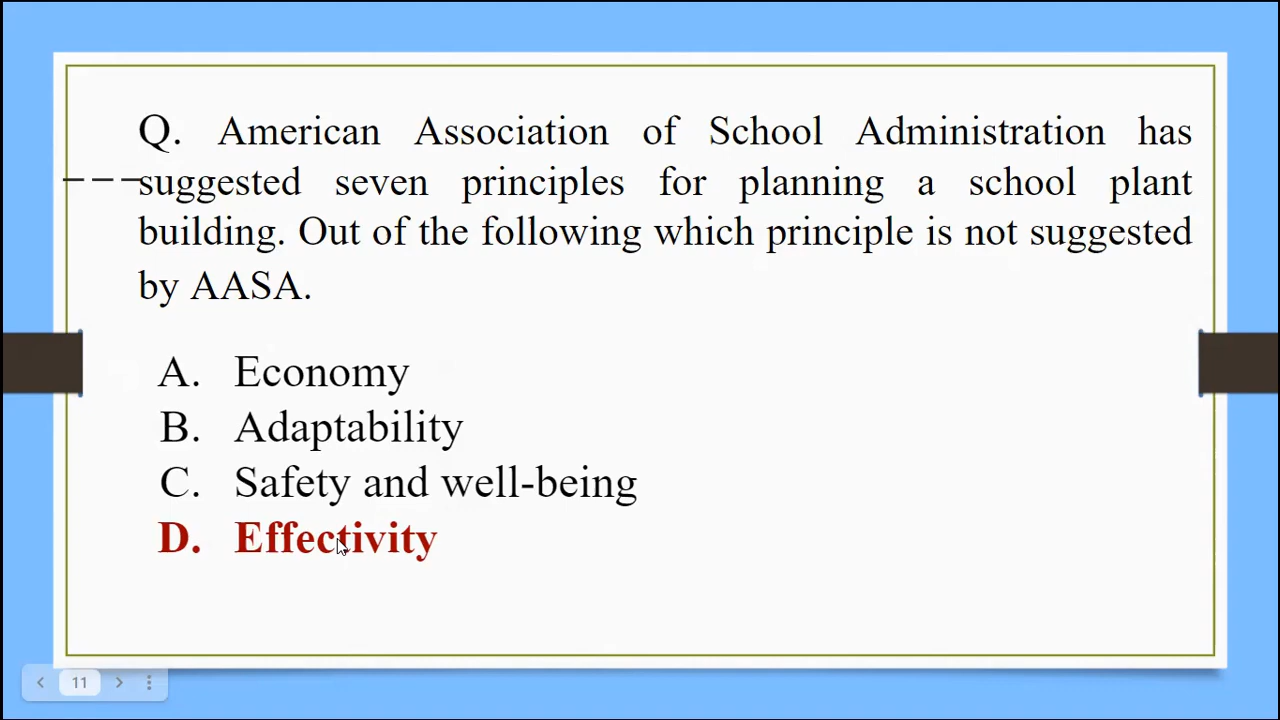 Q. American Association of School Administration has
suggested seven principles for planning a school plant
building. Out of the following which principle is not suggested
by AASA.
A. Economy
B. Adaptability
C. Safety and well-being
D. Effectivity
11